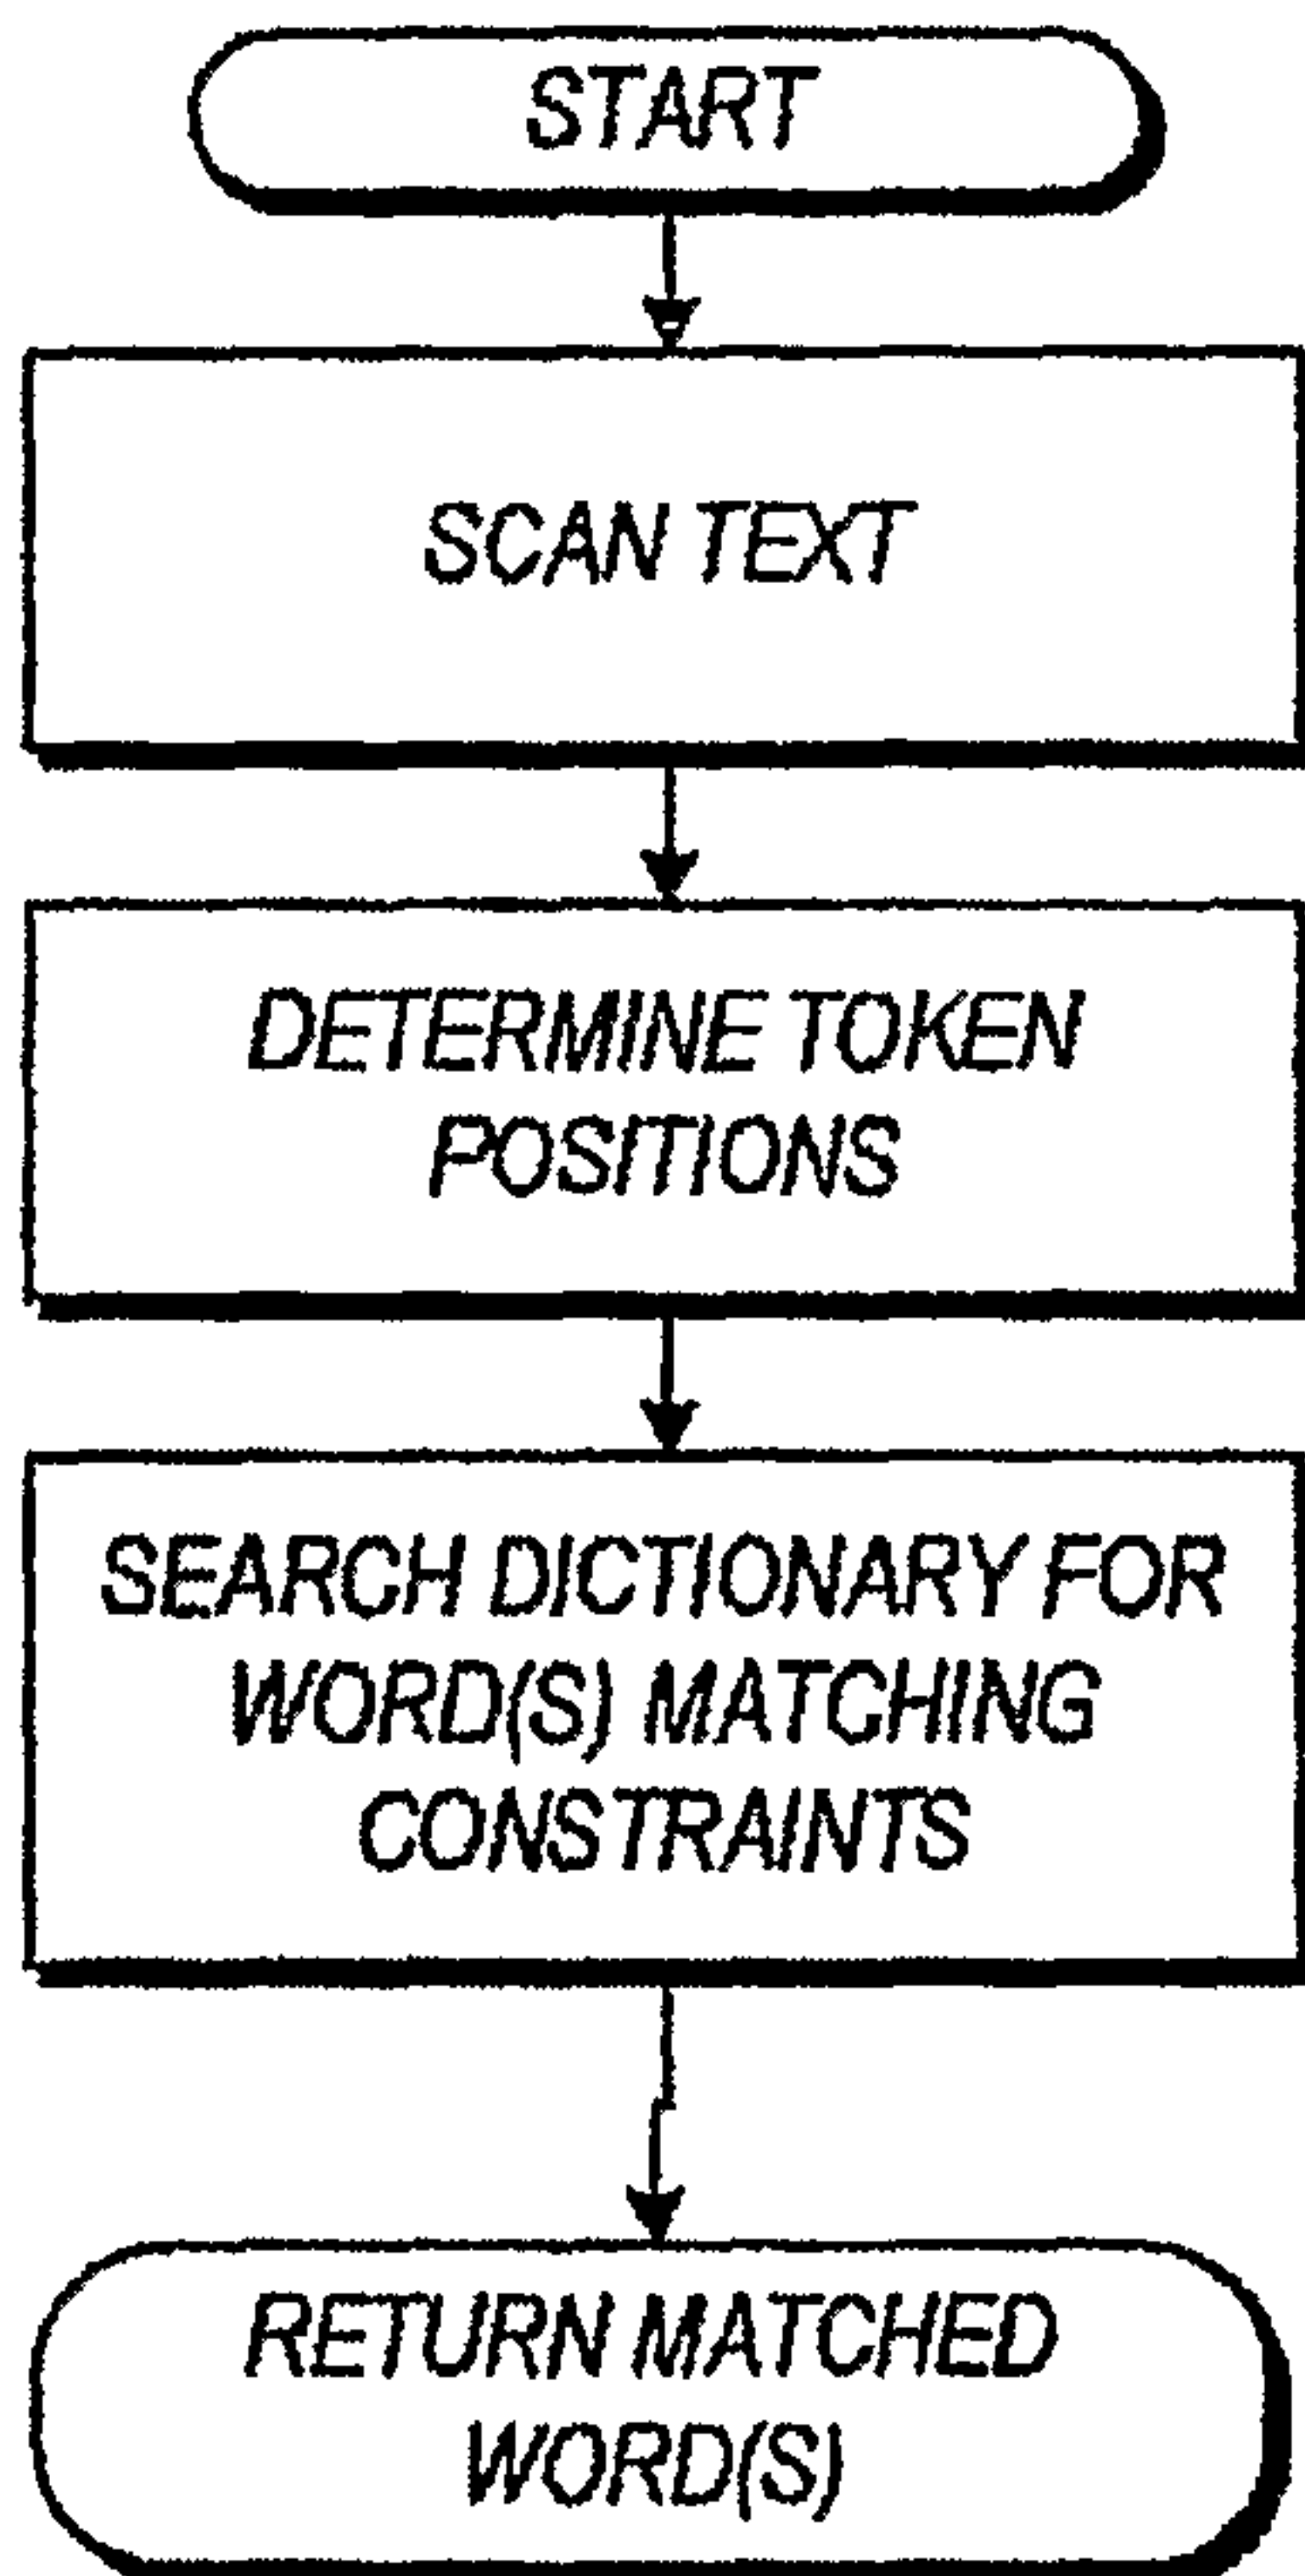 START
SCAN TEXT
DETERMINE TOKEN
POSITIONS
SEARCH DICTIONARY FOR
WORD(S) MATCHING
CONSTRAINTS
RETURN MATCHED
WORD(S)